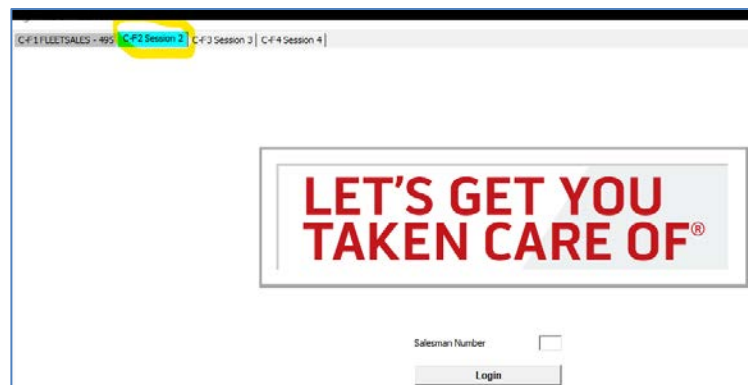 C-F1 FLEETSALES - 495 C-F2 Session 2 C-F3 Session 3 C-F4 Session 4
LET'S GET YOU
TAKEN CARE OF®
Salesman Number
Login